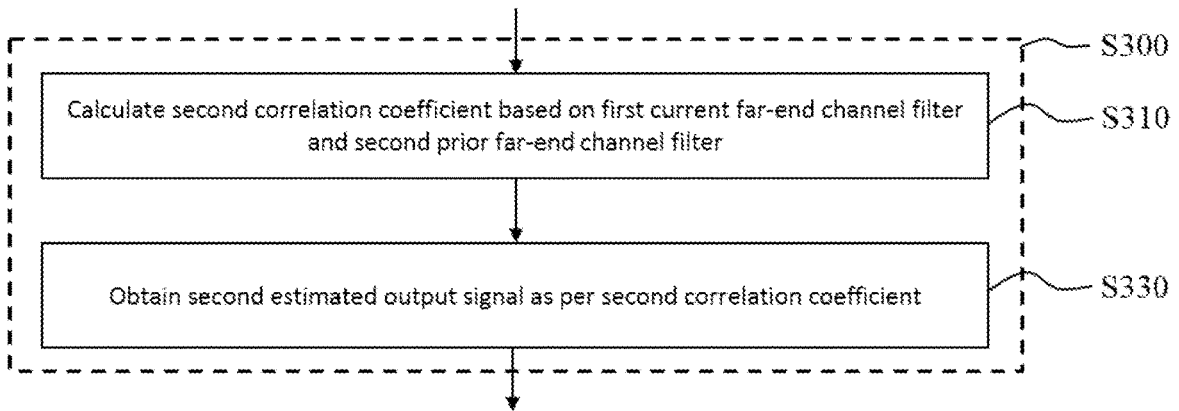 S300
Calculate second correlation coefficient based on first current far-end channel filter
and second prior far-end channel filter
S310
Obtain second estimated output signal as per second correlation coefficient
S330